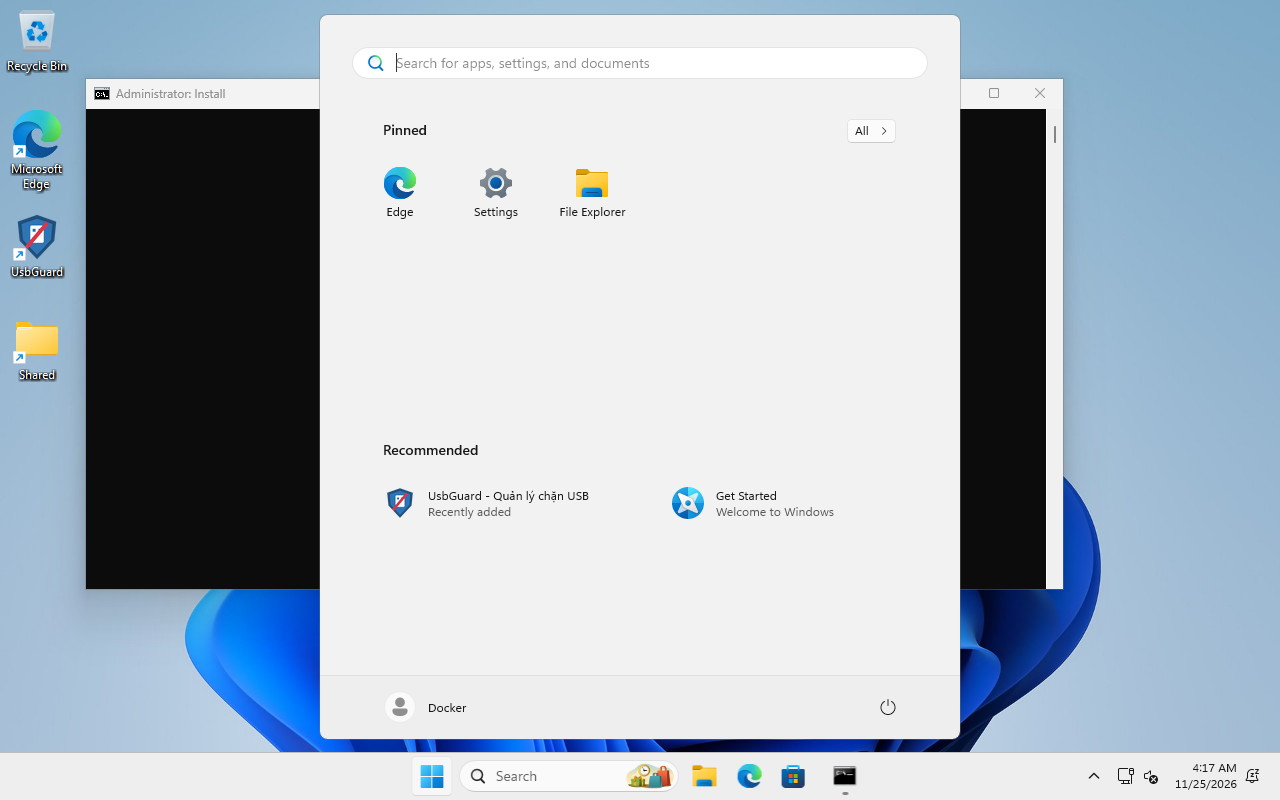 Recycle Bin
Microsoft
Edge
UsbGuard
Shared
Administrator: Install
Search for apps, settings, and documents
Pinned
All
Edge
Settings
File Explorer
Recommended
UsbGuard - Quản lý chặn USB
Recently added
Get Started
Welcome to Windows
Docker
Search
4:17 AM
11/25/2026